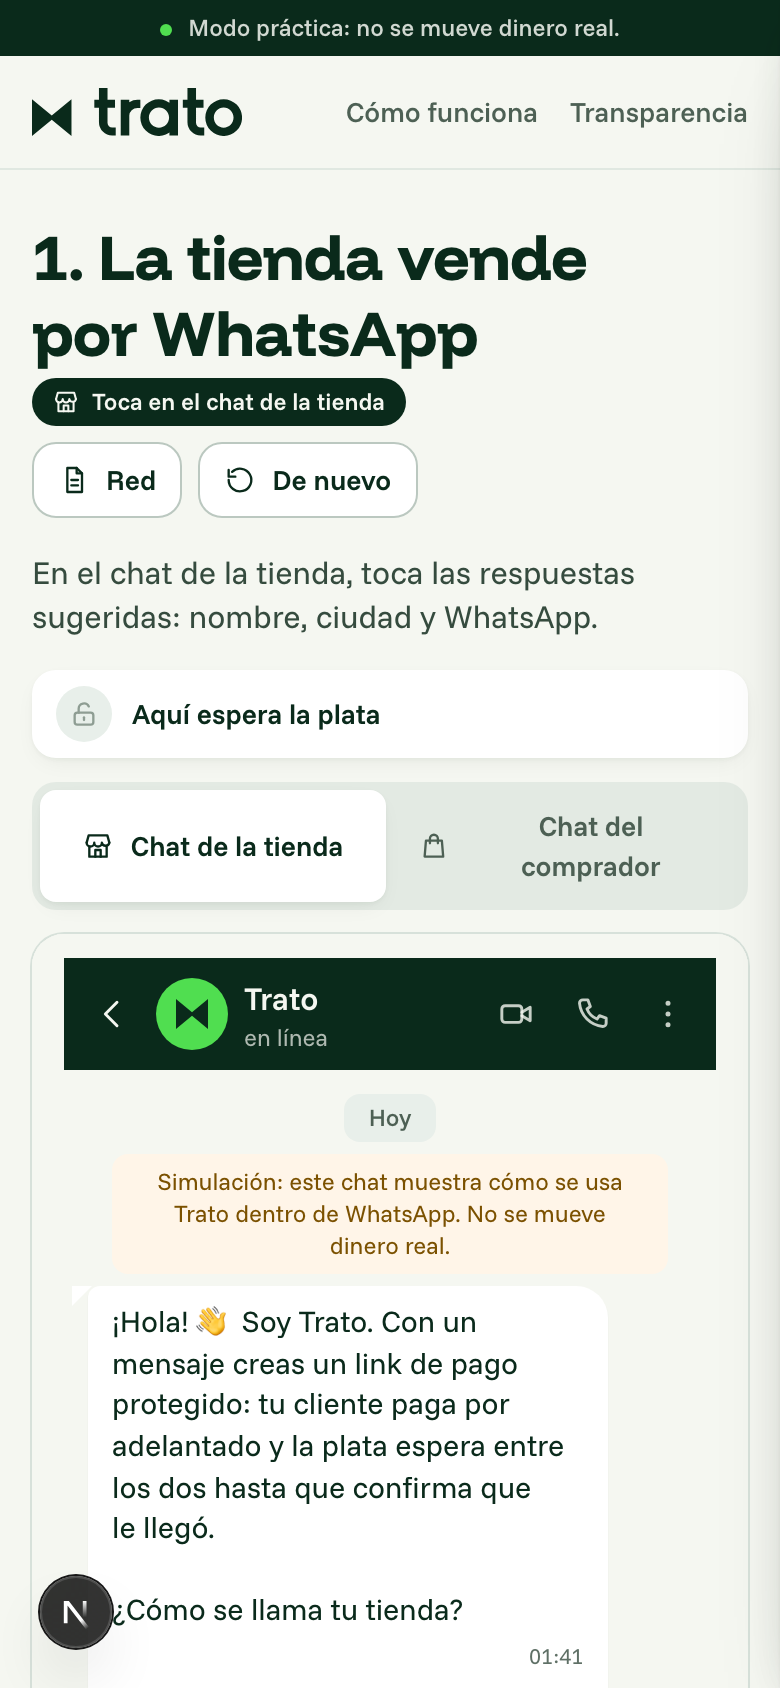 Modo práctica: no se mueve dinero real.
trato
Cómo funciona
Transparencia
1. La tienda vende
por WhatsApp
Toca en el chat de la tienda
Red
De nuevo
En el chat de la tienda, toca las respuestas
sugeridas: nombre, ciudad y WhatsApp.
Aquí espera la plata
Chat de la tienda
Chat del
comprador
Trato
en línea
Hoy
Simulación: este chat muestra cómo se usa
Trato dentro de WhatsApp. No se mueve
dinero real.
¡Hola! 👋 Soy Trato. Con un
mensaje creas un link de pago
protegido: tu cliente paga por
adelantado y la plata espera entre
los dos hasta que confirma que
le llegó.
¿Cómo se llama tu tienda?
01:41
N